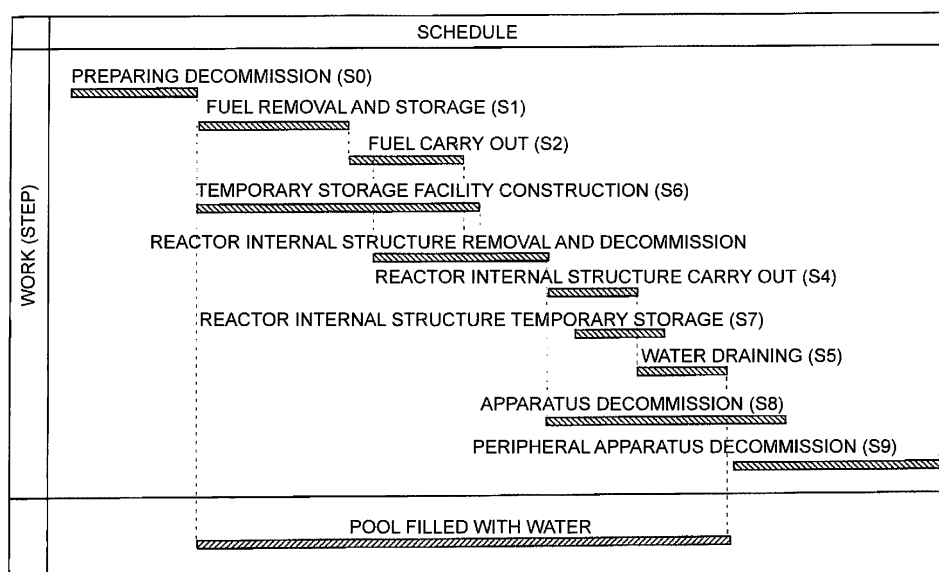 SCHEDULE
WORK (STEP)
PREPARING DECOMMISSION (S0)
FUEL REMOVAL AND STORAGE (S1)
FUEL CARRY OUT (S2)
TEMPORARY STORAGE FACILITY CONSTRUCTION (S6)
REACTOR INTERNAL STRUCTURE REMOVAL AND DECOMMISSION
REACTOR INTERNAL STRUCTURE CARRY OUT (S4)
REACTOR INTERNAL STRUCTURE TEMPORARY STORAGE (S7)
WATER DRAINING (S5)
APPARATUS DECOMMISSION (S8)
PERIPHERAL APPARATUS DECOMMISSION (S9)
POOL FILLED WITH WATER